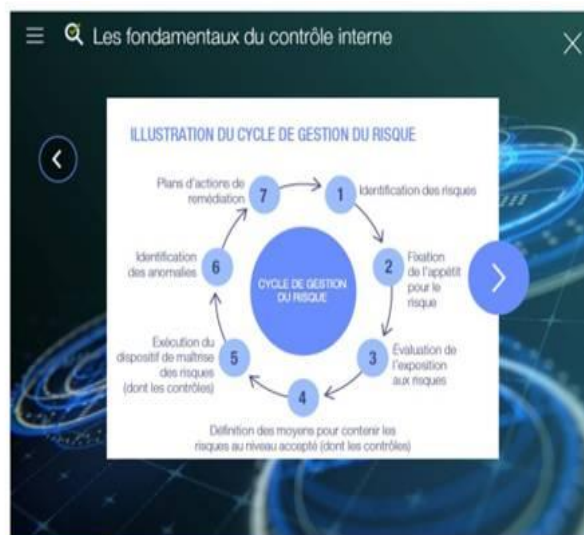 Les fondamentaux du contrôle interne
ILLUSTRATION DU CYCLE DE GESTION DU RISQUE
CYCLE DE GESTION
DU RISQUE
1
Identification des risques
2
Fixation
de l'appétit
pour le
risque
3
Évaluation de
l'exposition
aux risques
4
Définition des moyens pour contenir les
risques au niveau accepté (dont les contrôles)
5
Exécution du
dispositif de maîtrise
des risques
(dont les contrôles)
6
Identification
des anomalies
7
Plans d'actions de
remédiation